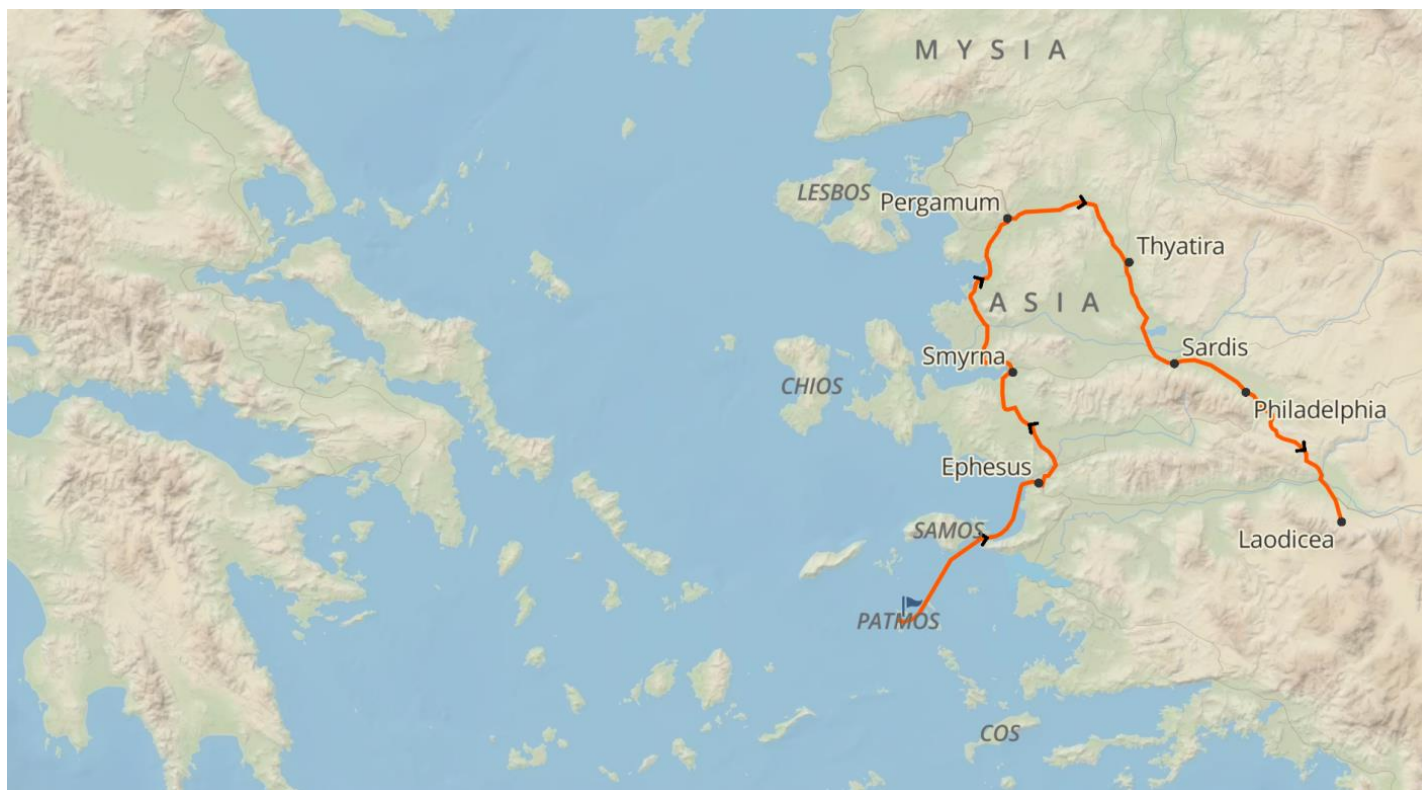 MYSIA
LESBOS
Pergamum
Thyatira
ASIA
Sardis
Smyrna
CHIOS
Philadelphia
Ephesus
SAMOS
Laodicea
PATMOS
COS